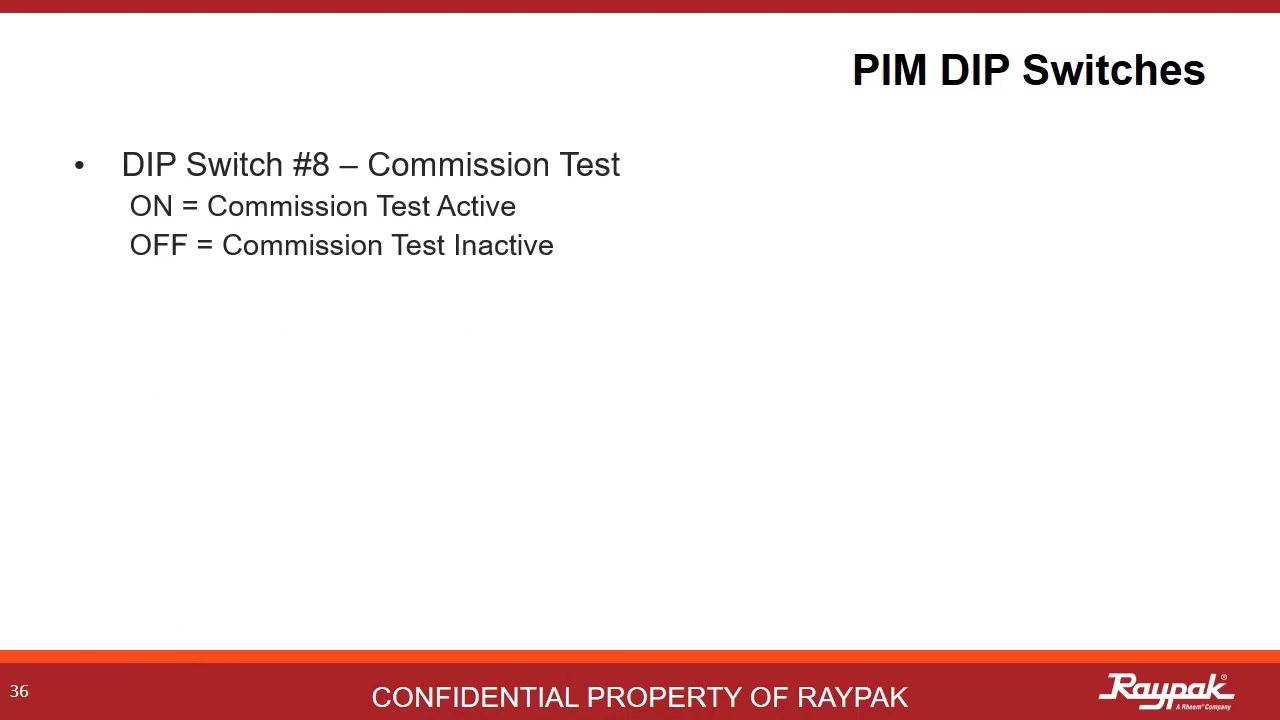 PIM DIP Switches
• DIP Switch #8 – Commission Test
ON = Commission Test Active
OFF = Commission Test Inactive
36
CONFIDENTIAL PROPERTY OF RAYPAK
Raypak®
A Rheem® Company